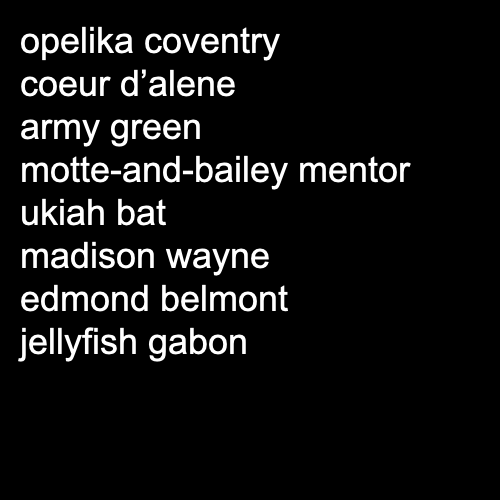 opelika coventry
coeur d’alene
army green
motte-and-bailey mentor
ukiah bat
madison wayne
edmond belmont
jellyfish gabon